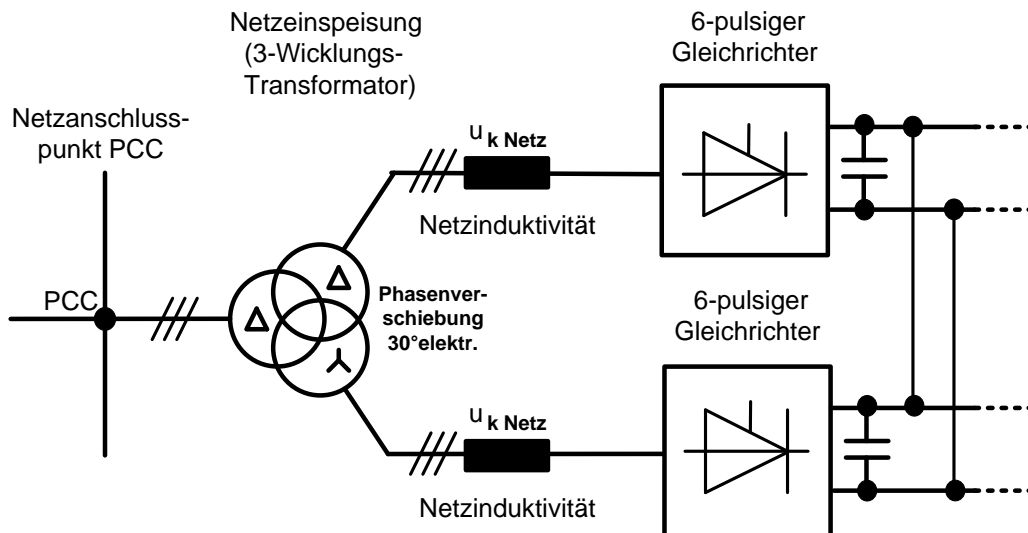 Netzeinspeisung
(3-Wicklungs-
Transformator)
6-pulsiger
Gleichrichter
Netzanschluss-
punkt PCC
u k Netz
Netzinduktivität
PCC
Phasenver-
schiebung
30°elektr.
6-pulsiger
Gleichrichter
u k Netz
Netzinduktivität